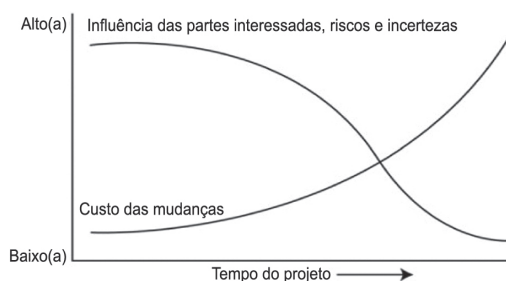 Alto(a)
Influência das partes interessadas, riscos e incertezas
Custo das mudanças
Baixo(a)
Tempo do projeto